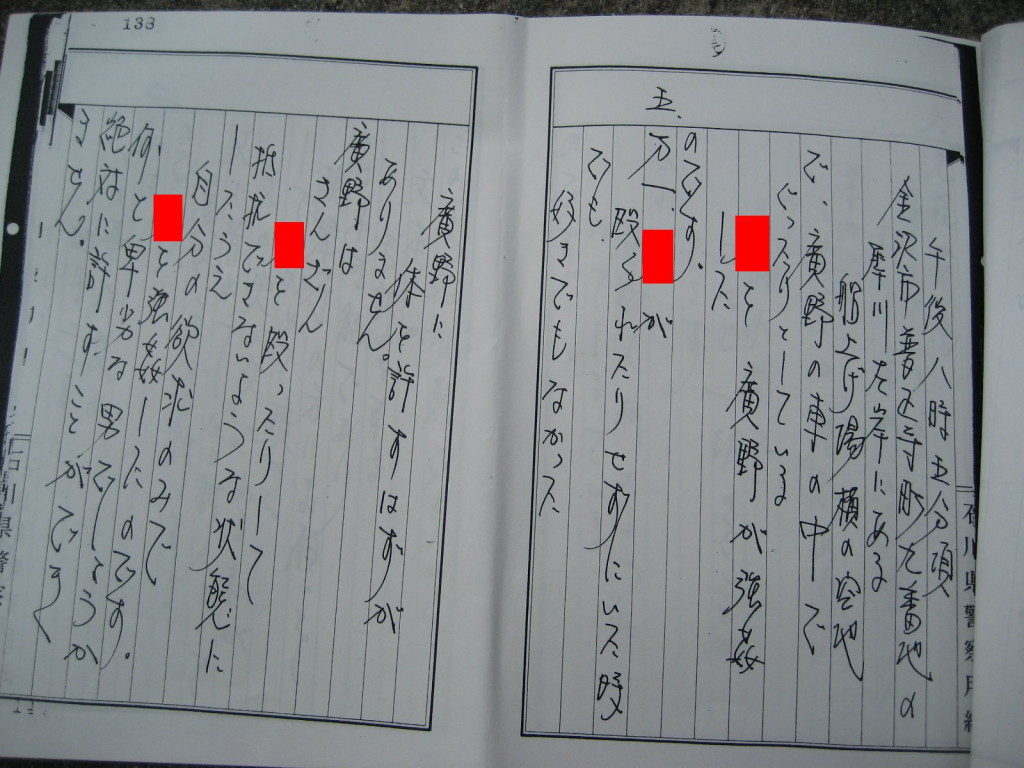 午後八時五分頃
金沢市普正寺町九番地の
犀川左岸にある
船上げ場横の空地
で、廣野の車の中で
ぐったりとしている
を廣野が強姦
した
のです。
五、
万一、が
殴られたりせずにいた時
でも、
好きでもなかった
石川県警察用紙
133
廣野に
体を許すはずが
ありません。
廣野は
さんざん
を殴ったりして
抵抗できないような状態に
したうえ
自分の欲求のみで
を強姦したのです。
何と卑劣な男でしょうか
絶対に許すことができ
ません。
石川県警察